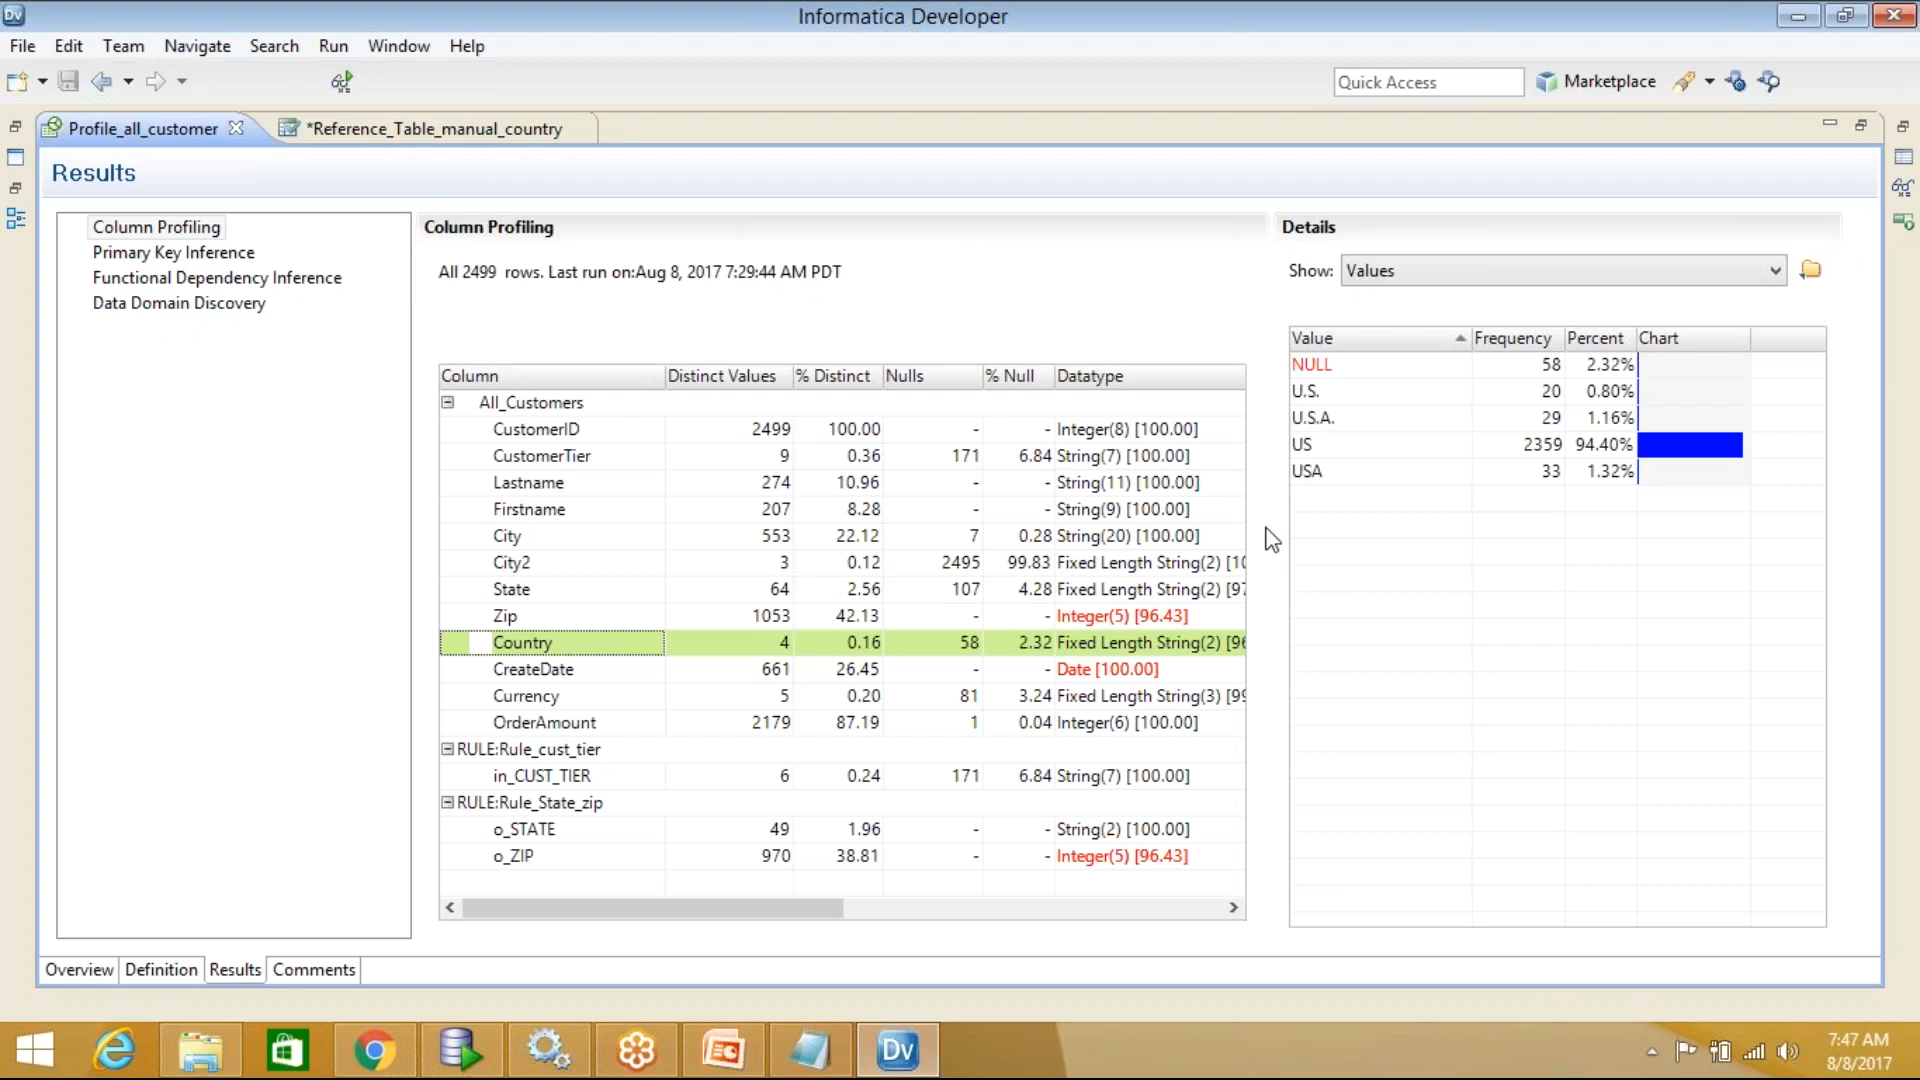 Dv
Informatica Developer
File Edit Team Navigate Search Run Window Help
Quick Access
Marketplace
Profile_all_customer
*Reference_Table_manual_country
Results
Column Profiling
Primary Key Inference
Functional Dependency Inference
Data Domain Discovery
Column Profiling
All 2499 rows. Last run on:Aug 8, 2017 7:29:44 AM PDT
Column Distinct Values % Distinct Nulls % Null Datatype
All_Customers
CustomerID 2499 100.00 - - Integer(8) [100.00]
CustomerTier 9 0.36 171 6.84 String(7) [100.00]
Lastname 274 10.96 - - String(11) [100.00]
Firstname 207 8.28 - - String(9) [100.00]
City 553 22.12 7 0.28 String(20) [100.00]
City2 3 0.12 2495 99.83 Fixed Length String(2) [10
State 64 2.56 107 4.28 Fixed Length String(2) [97
Zip 1053 42.13 - - Integer(5) [96.43]
Country 4 0.16 58 2.32 Fixed Length String(2) [96
CreateDate 661 26.45 - - Date [100.00]
Currency 5 0.20 81 3.24 Fixed Length String(3) [99
OrderAmount 2179 87.19 1 0.04 Integer(6) [100.00]
RULE:Rule_cust_tier
in_CUST_TIER 6 0.24 171 6.84 String(7) [100.00]
RULE:Rule_State_zip
o_STATE 49 1.96 - - String(2) [100.00]
o_ZIP 970 38.81 - - Integer(5) [96.43]
Details
Show: Values
Value Frequency Percent Chart
NULL 58 2.32%
U.S. 20 0.80%
U.S.A. 29 1.16%
US 2359 94.40%
USA 33 1.32%
Overview Definition Results Comments
Dv
7:47 AM
8/8/2017